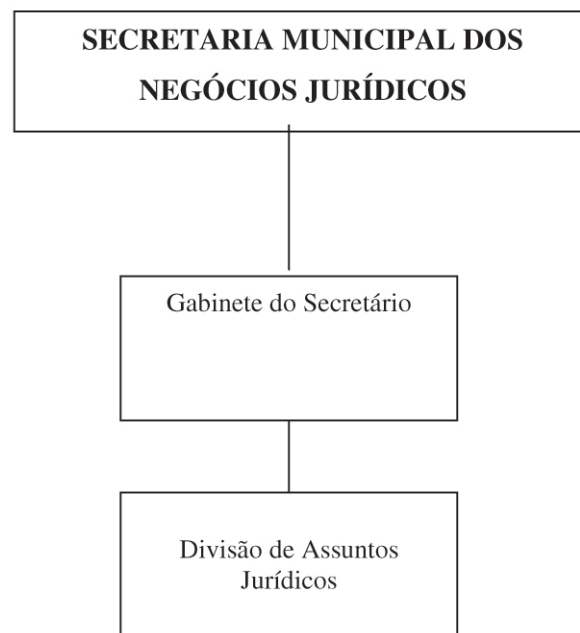 SECRETARIA MUNICIPAL DOS
NEGÓCIOS JURÍDICOS
Gabinete do Secretário
Divisão de Assuntos
Jurídicos